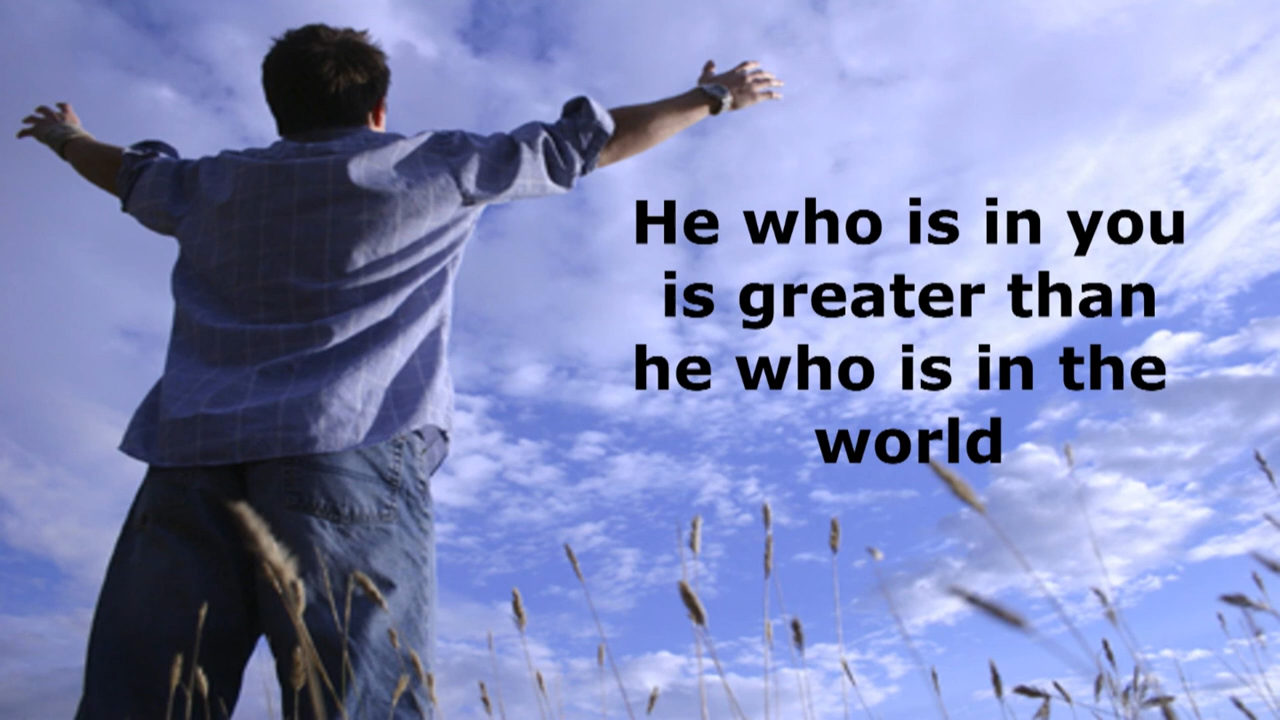 He who is in you
is greater than
he who is in the
world